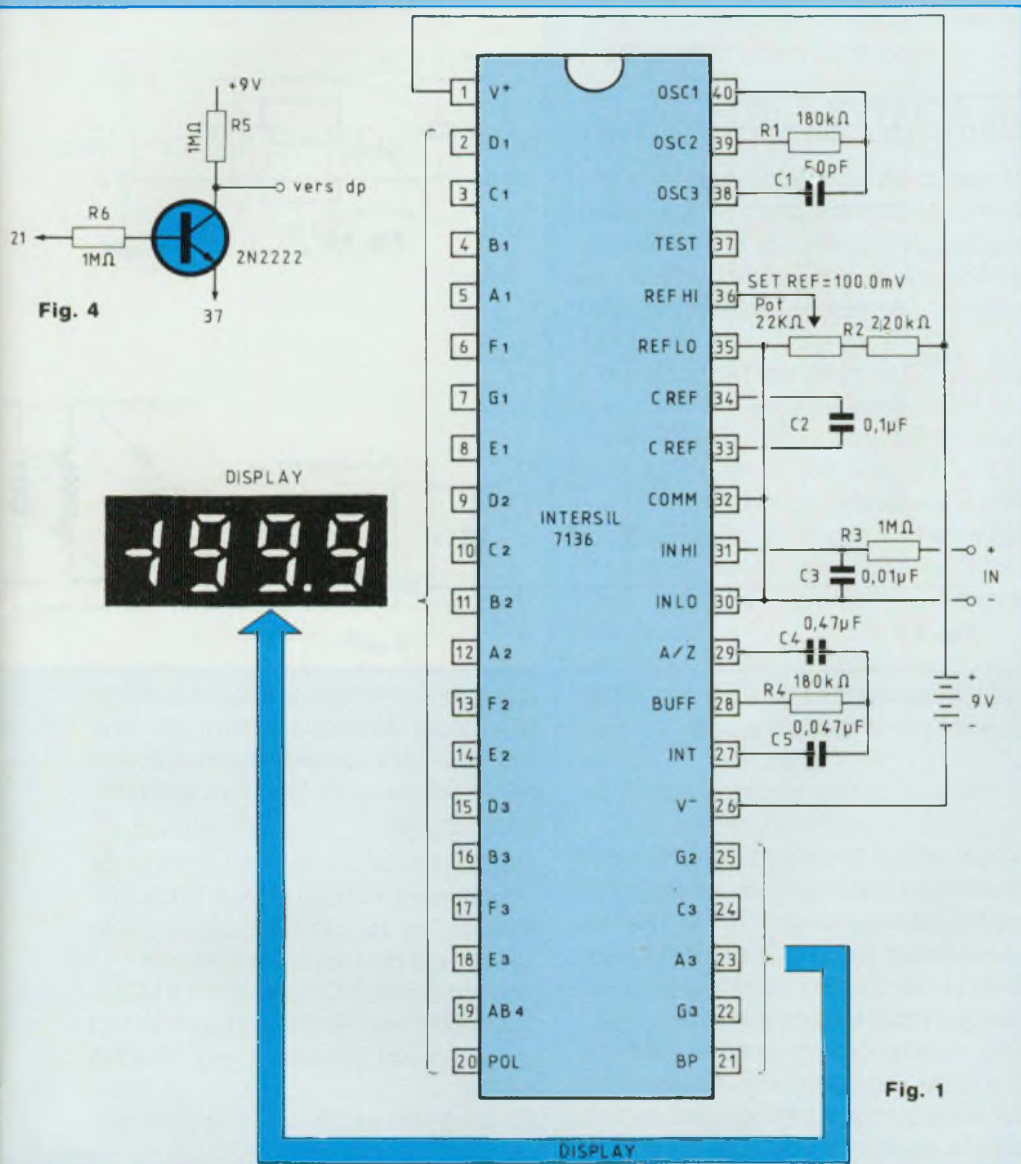 +9V
1MΩ
R5
vers dp
R6
21
1MΩ
2N2222
37
Fig. 4
DISPLAY
-199.9
INTERSIL
7136
1 V+
2 D1
3 C1
4 B1
5 A1
6 F1
7 G1
8 E1
9 D2
10 C2
11 B2
12 A2
13 F2
14 E2
15 D3
16 B3
17 F3
18 E3
19 AB4
20 POL
OSC1 40
OSC2 39
OSC3 38
TEST 37
REF HI 36
REF LO 35
C REF 34
C REF 33
COMM 32
IN HI 31
IN LO 30
A/Z 29
BUFF 28
INT 27
V- 26
G2 25
C3 24
A3 23
G3 22
BP 21
180kΩ
R1
50pF
C1
SET REF=100.0mV
Pot
22KΩ
R2
220kΩ
C2
0,1µF
1MΩ
R3
+
C3
0,01µF
IN
-
0,47µF
C4
180kΩ
R4
C5
0,047µF
+
9V
-
Fig. 1
DISPLAY